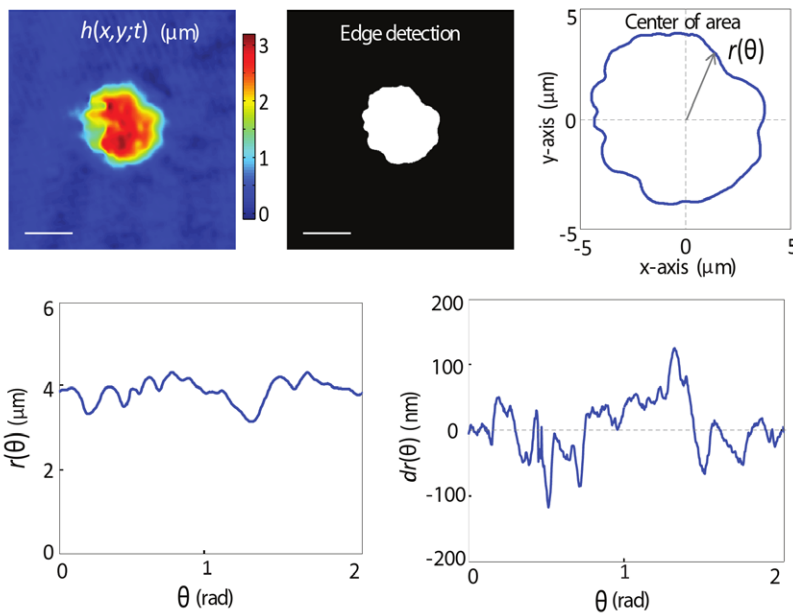 h(x,y;t) (μm)
3
2
1
0
Edge detection
Center of area
r(θ)
5
0
-5
y-axis (μm)
0
5
x-axis (μm)
6
4
2
0
r(θ) (μm)
0
1
2
θ (rad)
200
100
0
-100
-200
dr(θ) (nm)
0
1
2
θ (rad)